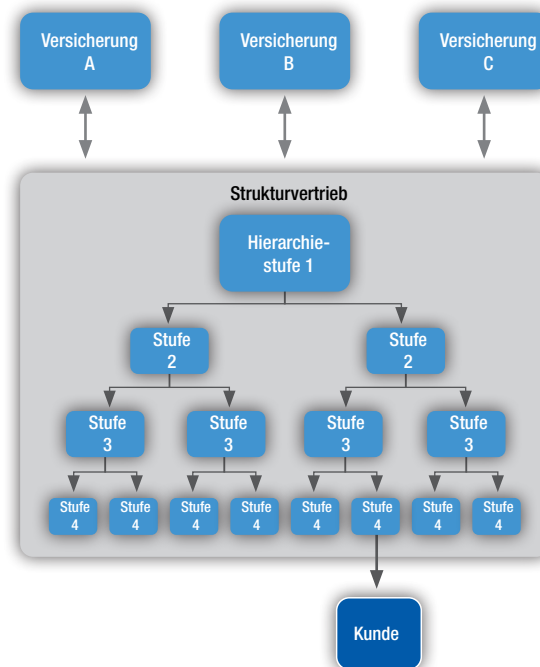 Versicherung
A
Versicherung
B
Versicherung
C
Strukturvertrieb
Hierarchie-
stufe 1
Stufe
2
Stufe
2
Stufe
3
Stufe
3
Stufe
3
Stufe
3
Stufe
4
Stufe
4
Stufe
4
Stufe
4
Stufe
4
Stufe
4
Stufe
4
Stufe
4
Kunde